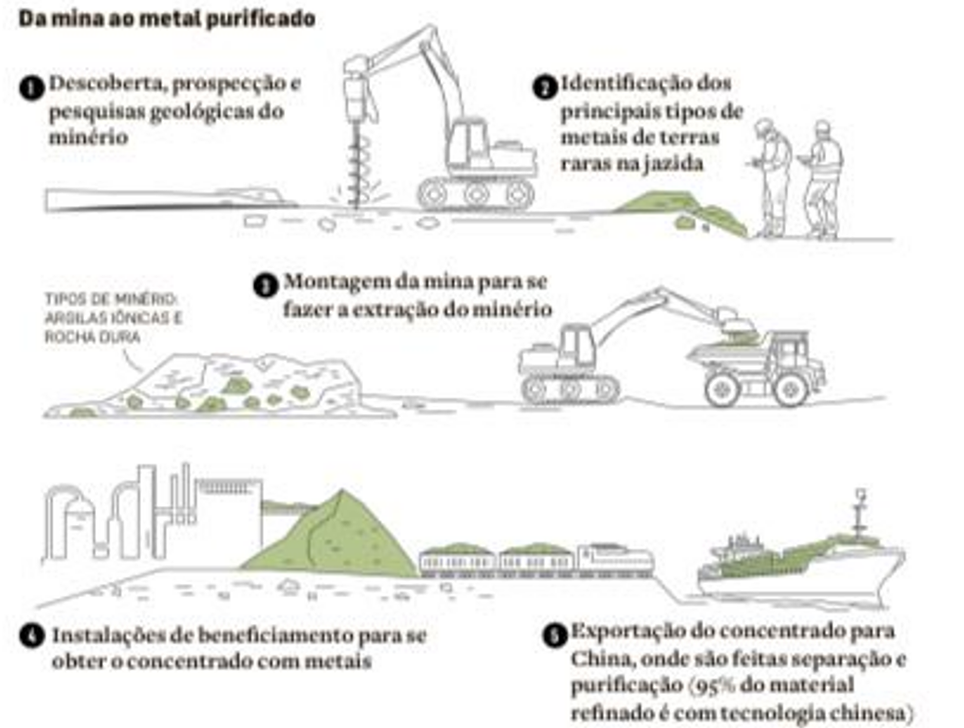 Da mina ao metal purificado
1 Descoberta, prospecção e
pesquisas geológicas do
minério
2 Identificação dos
principais tipos de
metais de terras
raras na jazida
3 Montagem da mina para se
fazer a extração do minério
TIPOS DE MINÉRIO:
ARGILAS IÔNICAS E
ROCHA DURA
4 Instalações de beneficiamento para se
obter o concentrado com metais
5 Exportação do concentrado para
China, onde são feitas separação e
purificação (95% do material
refinado é com tecnologia chinesa)